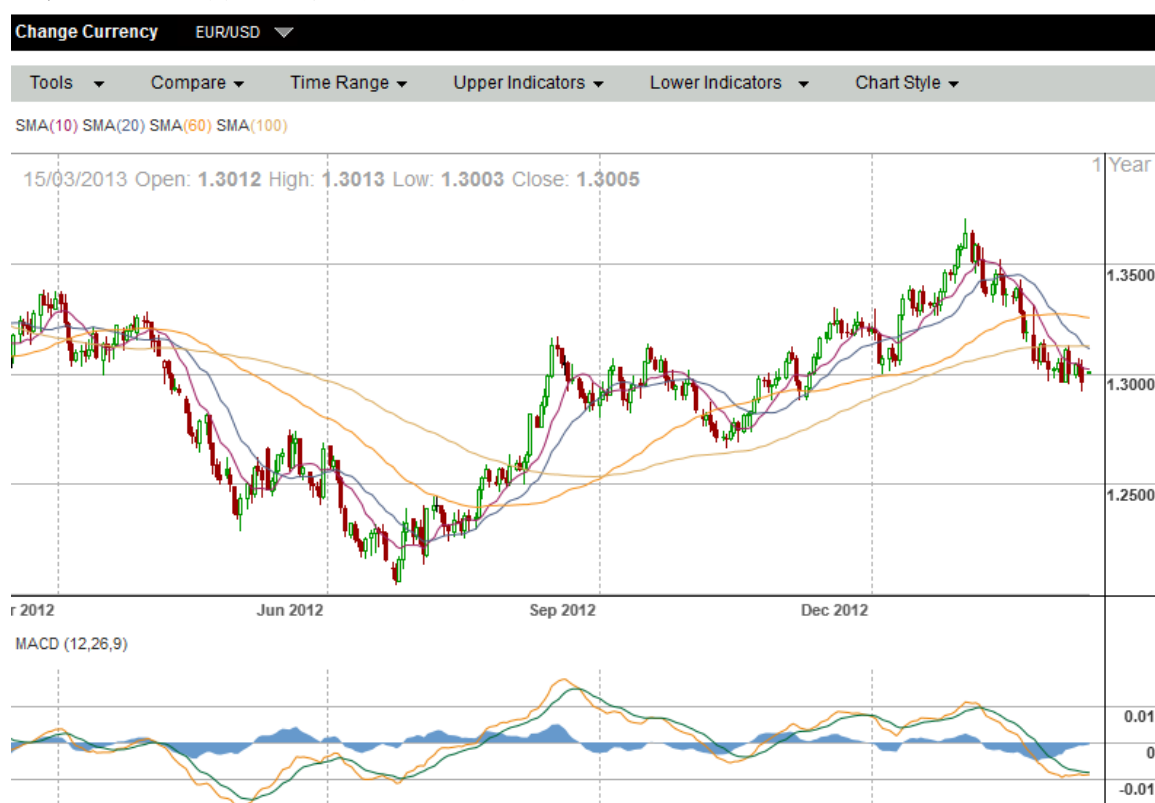 Change Currency EUR/USD
Tools Compare Time Range Upper Indicators Lower Indicators Chart Style
SMA(10) SMA(20) SMA(60) SMA(100)
15/03/2013 Open: 1.3012 High: 1.3013 Low: 1.3003 Close: 1.3005
1 Year
1.3500
1.3000
1.2500
r 2012 Jun 2012 Sep 2012 Dec 2012
MACD (12,26,9)
0.01
0
-0.01